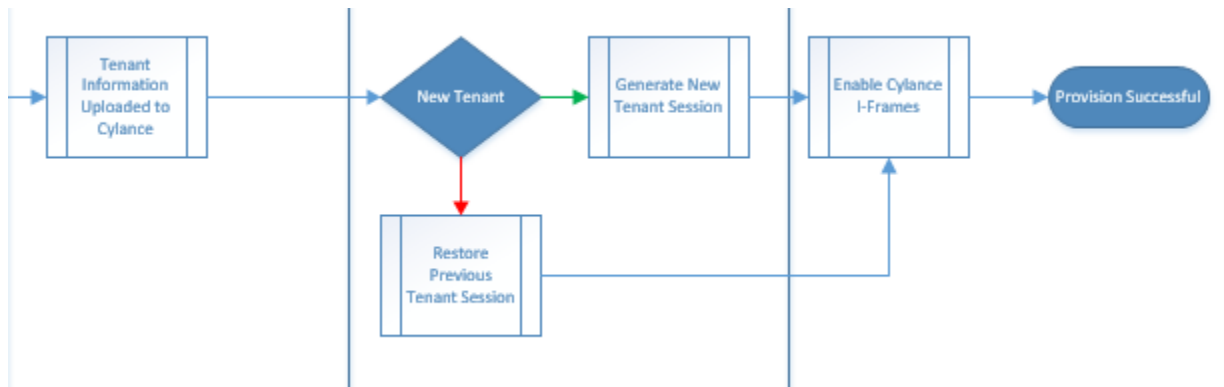 Tenant
Information
Uploaded to
Cylance
New Tenant
Generate New
Tenant Session
Enable Cylance
I-Frames
Provision Successful
Restore
Previous
Tenant Session